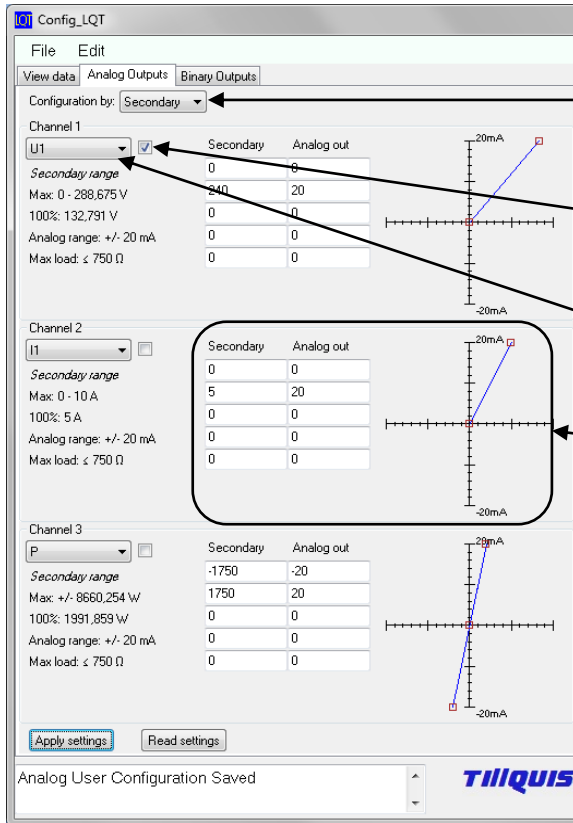 LQT Config_LQT
File Edit
View data Analog Outputs Binary Outputs
Configuration by: Secondary
Channel 1
U1 Secondary Analog out 20mA
Secondary range 0 0
Max: 0 - 288,675 V 240 20
100%: 132,791 V 0 0
Analog range: +/- 20 mA 0 0
Max load: ≤ 750 Ω 0 0
-20mA
Channel 2
I1 Secondary Analog out 20mA
Secondary range 0 0
Max: 0 - 10 A 5 20
100%: 5 A 0 0
Analog range: +/- 20 mA 0 0
Max load: ≤ 750 Ω 0 0
-20mA
Channel 3
P Secondary Analog out 20mA
Secondary range -1750 -20
Max: +/- 8660,254 W 1750 20
100%: 1991,859 W 0 0
Analog range: +/- 20 mA 0 0
Max load: ≤ 750 Ω 0 0
-20mA
Apply settings Read settings
Analog User Configuration Saved
Tillquis